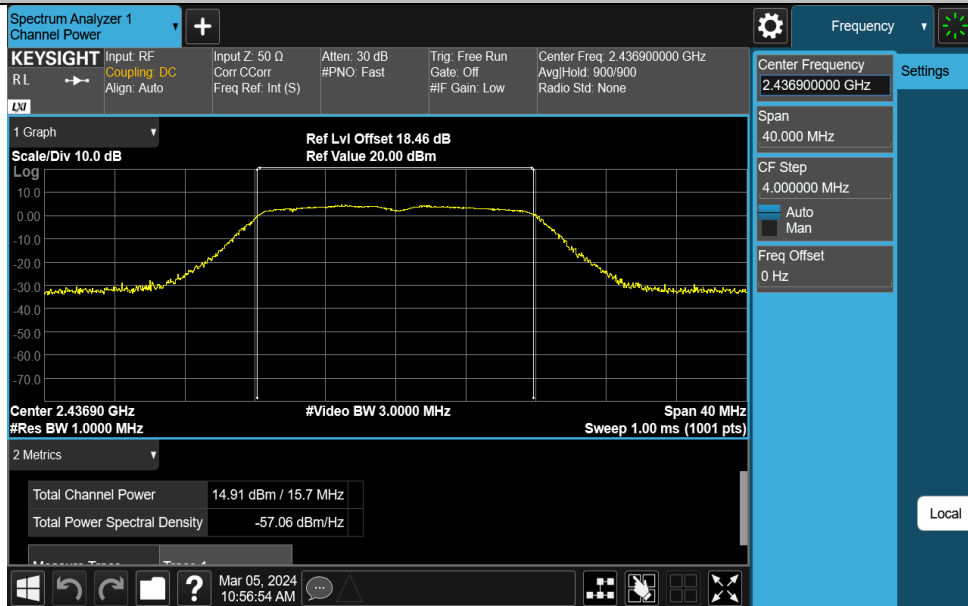 Spectrum Analyzer 1
Channel Power
+
Frequency
KEYSIGHT
R L
LXI
Input: RF
Coupling: DC
Align: Auto
Input Z: 50 Ω
Corr CCorr
Freq Ref: Int (S)
Atten: 30 dB
#PNO: Fast
Trig: Free Run
Gate: Off
#IF Gain: Low
Center Freq: 2.436900000 GHz
Avg|Hold: 900/900
Radio Std: None
Center Frequency
2.436900000 GHz
Settings
Span
40.000 MHz
CF Step
4.000000 MHz
Auto
Man
Freq Offset
0 Hz
Local
1 Graph
Scale/Div 10.0 dB
Ref Lvl Offset 18.46 dB
Ref Value 20.00 dBm
Log
10.0
0.00
-10.0
-20.0
-30.0
-40.0
-50.0
-60.0
-70.0
Center 2.43690 GHz
#Video BW 3.0000 MHz
Span 40 MHz
#Res BW 1.0000 MHz
Sweep 1.00 ms (1001 pts)
2 Metrics
Total Channel Power 14.91 dBm / 15.7 MHz
Total Power Spectral Density -57.06 dBm/Hz
?
Mar 05, 2024
10:56:54 AM